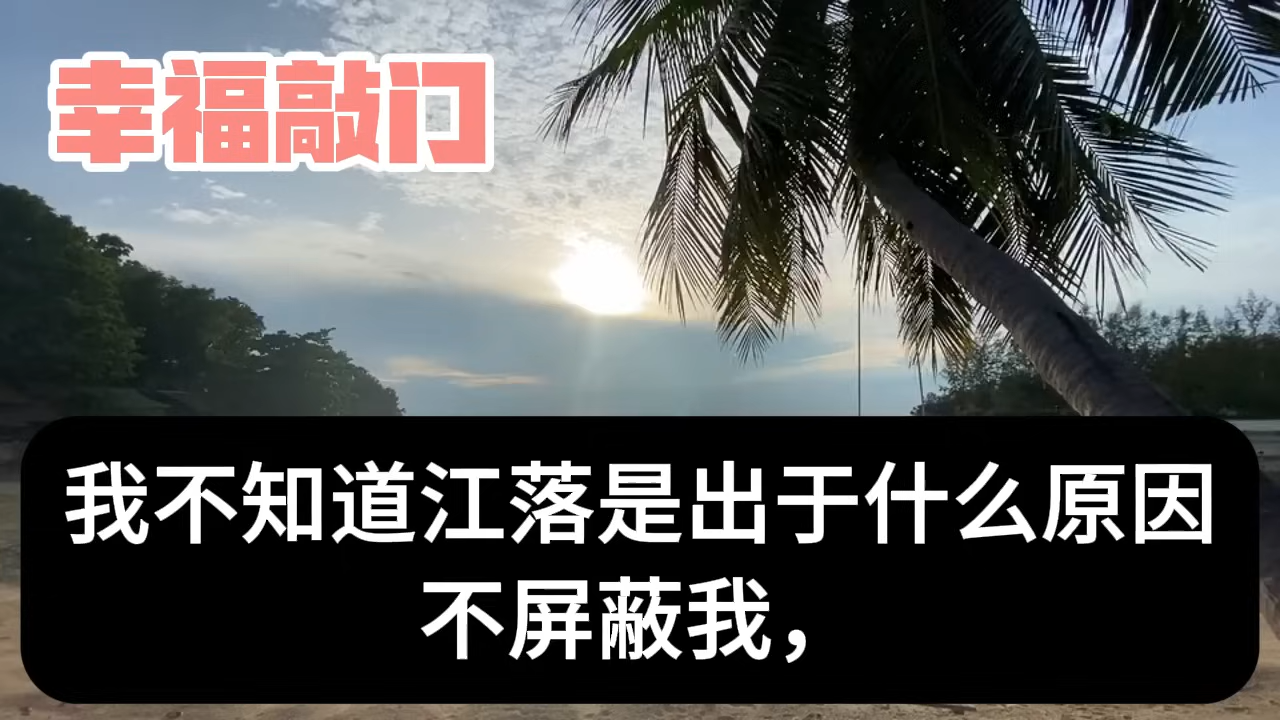 幸福敲门
我不知道江落是出于什么原因
不屏蔽我，